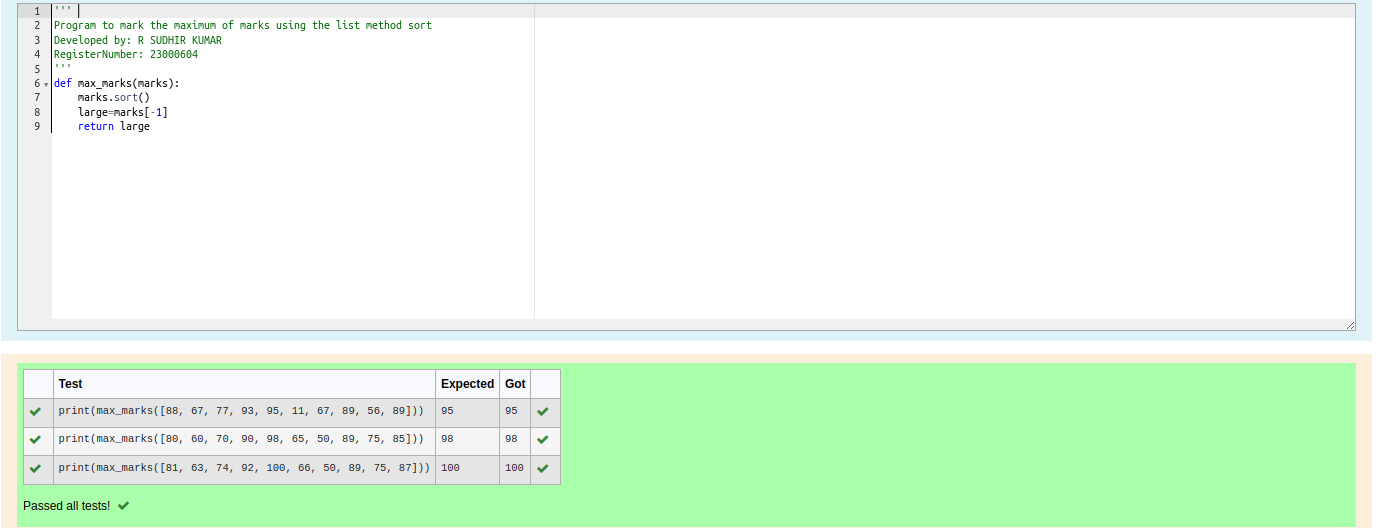 1 '''
2 Program to mark the maximum of marks using the list method sort
3 Developed by: R SUDHIR KUMAR
4 RegisterNumber: 23000604
5 '''
6 def max_marks(marks):
7     marks.sort()
8     large=marks[-1]
9     return large
Test Expected Got
print(max_marks([88, 67, 77, 93, 95, 11, 67, 89, 56, 89])) 95 95
print(max_marks([80, 60, 70, 90, 98, 65, 50, 89, 75, 85])) 98 98
print(max_marks([81, 63, 74, 92, 100, 66, 50, 89, 75, 87])) 100 100
Passed all tests!